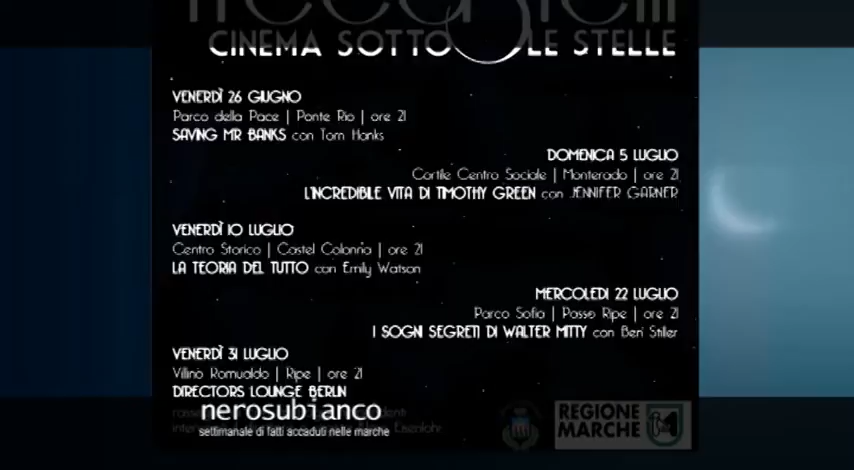 CINEMA SOTTO LE STELLE
VENERDÌ 26 GIUGNO
Parco della Pace | Ponte Rio | ore 21
SAVING MR BANKS con Tom Hanks
DOMENICA 5 LUGLIO
Cortile Centro Sociale | Monterado | ore 21
L'INCREDIBILE VITA DI TIMOTHY GREEN con JENNIFER GARNER
VENERDÌ 10 LUGLIO
Centro Storico | Castel Colonna | ore 21
LA TEORIA DEL TUTTO con Emily Watson
MERCOLEDI 22 LUGLIO
Parco Sofia | Passo Ripe | ore 21
I SOGNI SEGRETI DI WALTER MITTY con Ben Stiller
VENERDÌ 31 LUGLIO
Villino Romualdo | Ripe | ore 21
DIRECTORS LOUNGE BERLIN
nerosubianco
settimanale di fatti accaduti nelle marche
REGIONE
MARCHE